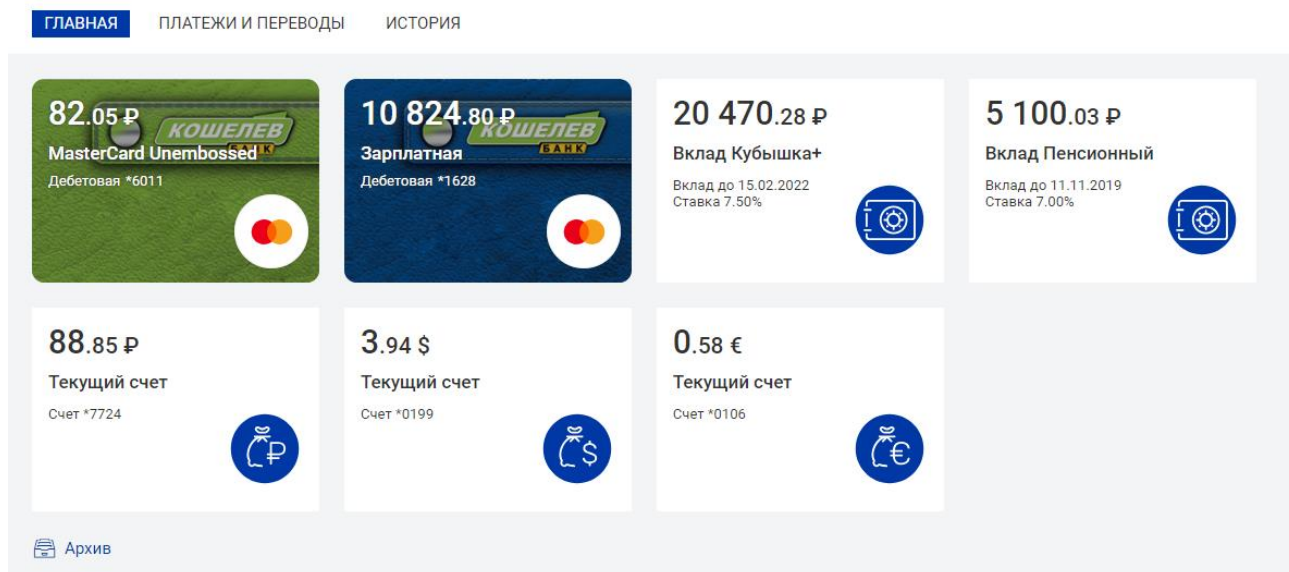 ГЛАВНАЯ ПЛАТЕЖИ И ПЕРЕВОДЫ ИСТОРИЯ
82.05 ₽
КОШЕЛЕВ
БАНК
MasterCard Unembossed
Дебетовая *6011
10 824.80 ₽
КОШЕЛЕВ
БАНК
Зарплатная
Дебетовая *1628
20 470.28 ₽
Вклад Кубышка+
Вклад до 15.02.2022
Ставка 7.50%
5 100.03 ₽
Вклад Пенсионный
Вклад до 11.11.2019
Ставка 7.00%
88.85 ₽
Текущий счет
Счет *7724
₽
3.94 $
Текущий счет
Счет *0199
$
0.58 €
Текущий счет
Счет *0106
€
Архив